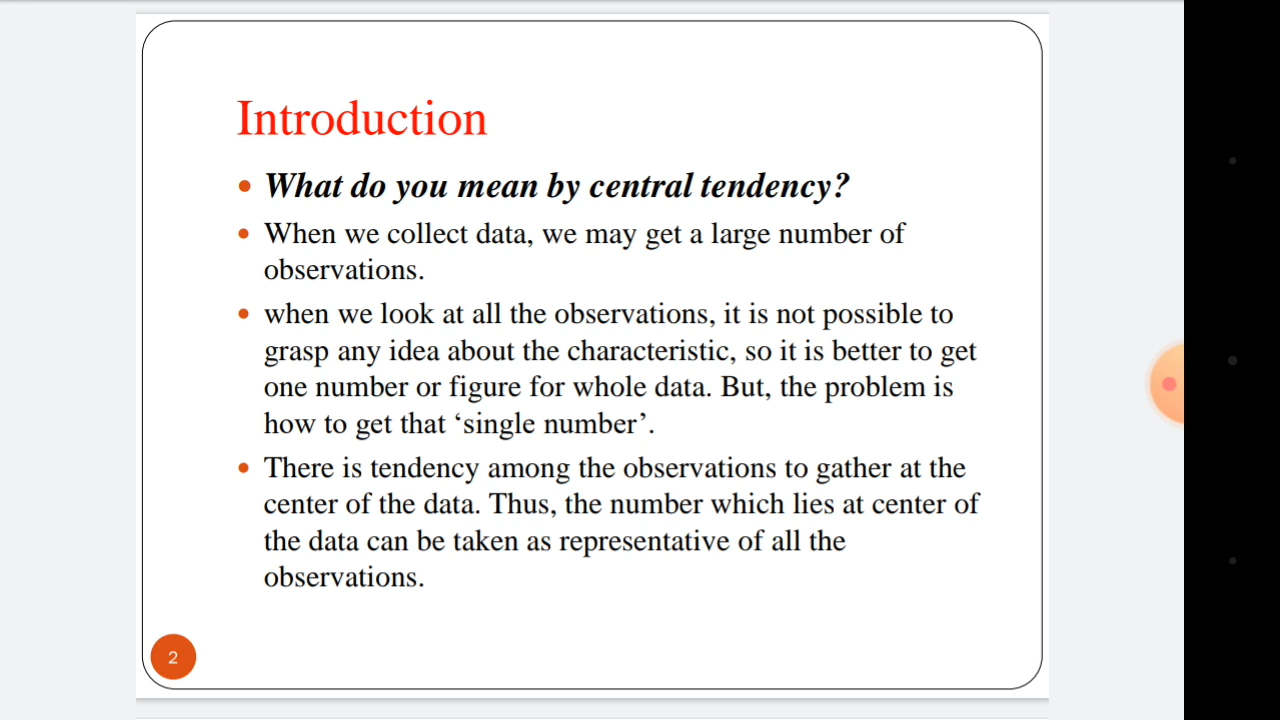 Introduction
• What do you mean by central tendency?
• When we collect data, we may get a large number of
observations.
• when we look at all the observations, it is not possible to
grasp any idea about the characteristic, so it is better to get
one number or figure for whole data. But, the problem is
how to get that ‘single number’.
• There is tendency among the observations to gather at the
center of the data. Thus, the number which lies at center of
the data can be taken as representative of all the
observations.
2